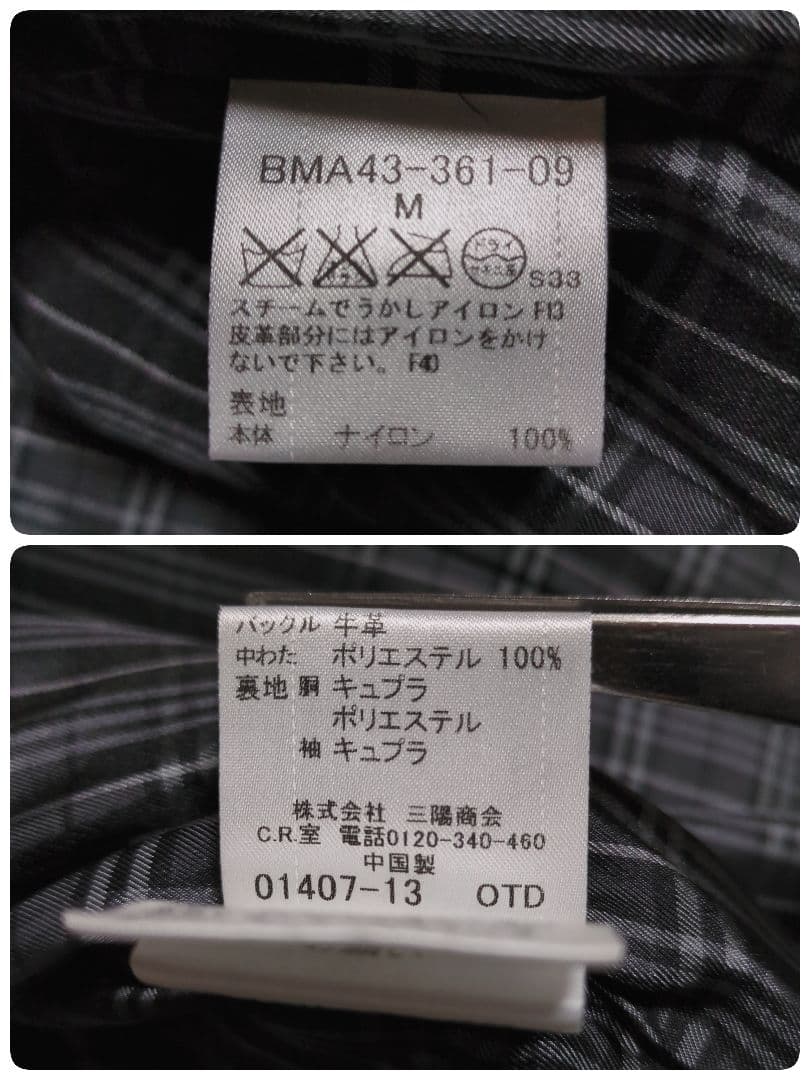 BMA43-361-09
M
ドライ
セキユ系
S33
スチームでうかしアイロン F13
皮革部分にはアイロンをかけ
ないで下さい。 F40
表地
本体 ナイロン 100%
バックル 牛革
中わた ポリエステル 100%
裏地 胴 キュプラ
ポリエステル
袖 キュプラ
株式会社 三陽商会
C.R.室 電話0120-340-460
中国製
01407-13 OTD